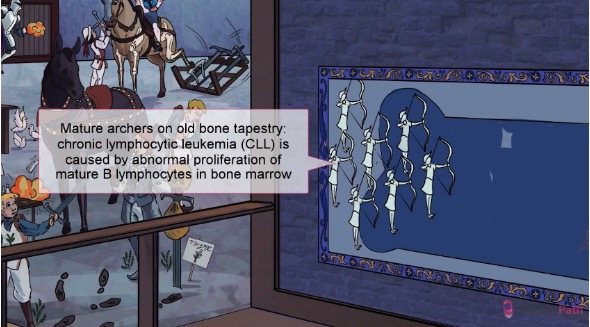 Mature archers on old bone tapestry:
chronic lymphocytic leukemia (CLL) is
caused by abnormal proliferation of
mature B lymphocytes in bone marrow